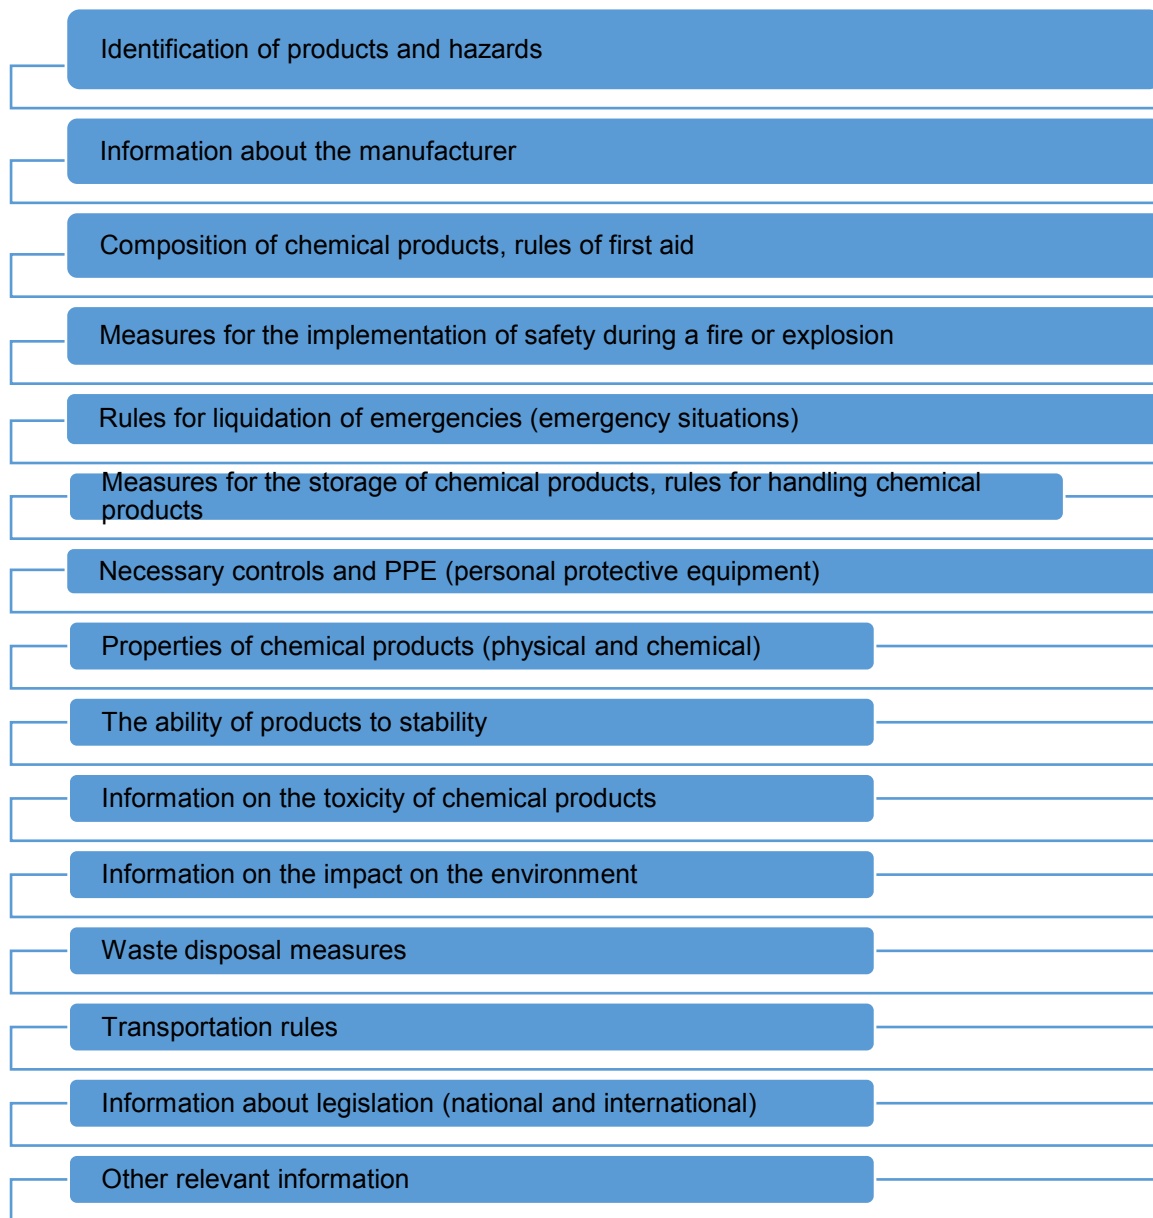 Identification of products and hazards
Information about the manufacturer
Composition of chemical products, rules of first aid
Measures for the implementation of safety during a fire or explosion
Rules for liquidation of emergencies (emergency situations)
Measures for the storage of chemical products, rules for handling chemical
products
Necessary controls and PPE (personal protective equipment)
Properties of chemical products (physical and chemical)
The ability of products to stability
Information on the toxicity of chemical products
Information on the impact on the environment
Waste disposal measures
Transportation rules
Information about legislation (national and international)
Other relevant information